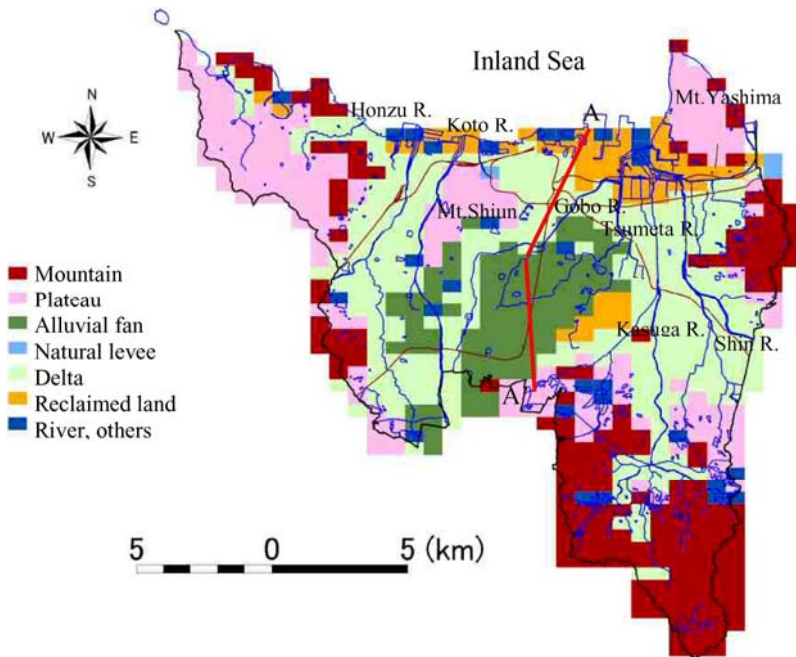 Inland Sea
Mt.Yashima
N
W E
S
Honzu R.
Koto R.
A
Mt.Shiun
Gobo R.
Tsumeta R.
Kasuga R.
Shin R.
A
Mountain
Plateau
Alluvial fan
Natural levee
Delta
Reclaimed land
River, others
5 0 5 (km)